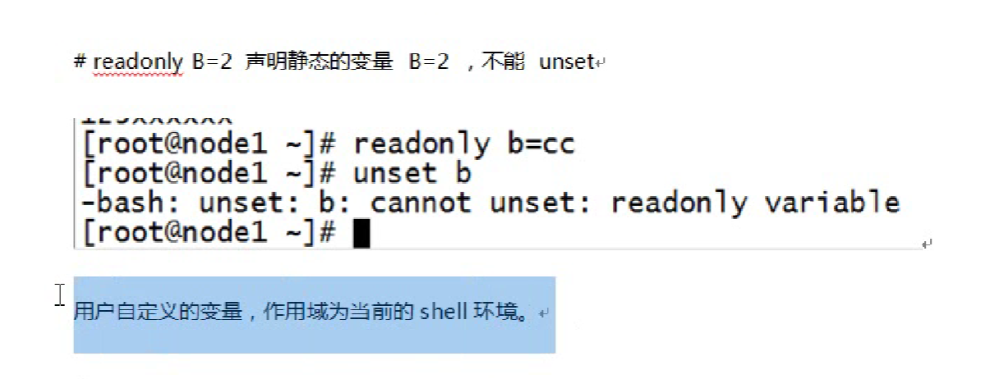 # readonly B=2 声明静态的变量 B=2 ，不能 unset
[root@node1 ~]# readonly b=cc
[root@node1 ~]# unset b
-bash: unset: b: cannot unset: readonly variable
[root@node1 ~]#
用户自定义的变量，作用域为当前的 shell 环境。